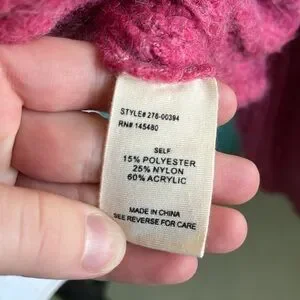 STYLE# 278-00394
RN# 145480
SELF
15% POLYESTER
25% NYLON
60% ACRYLIC
MADE IN CHINA
SEE REVERSE FOR CARE